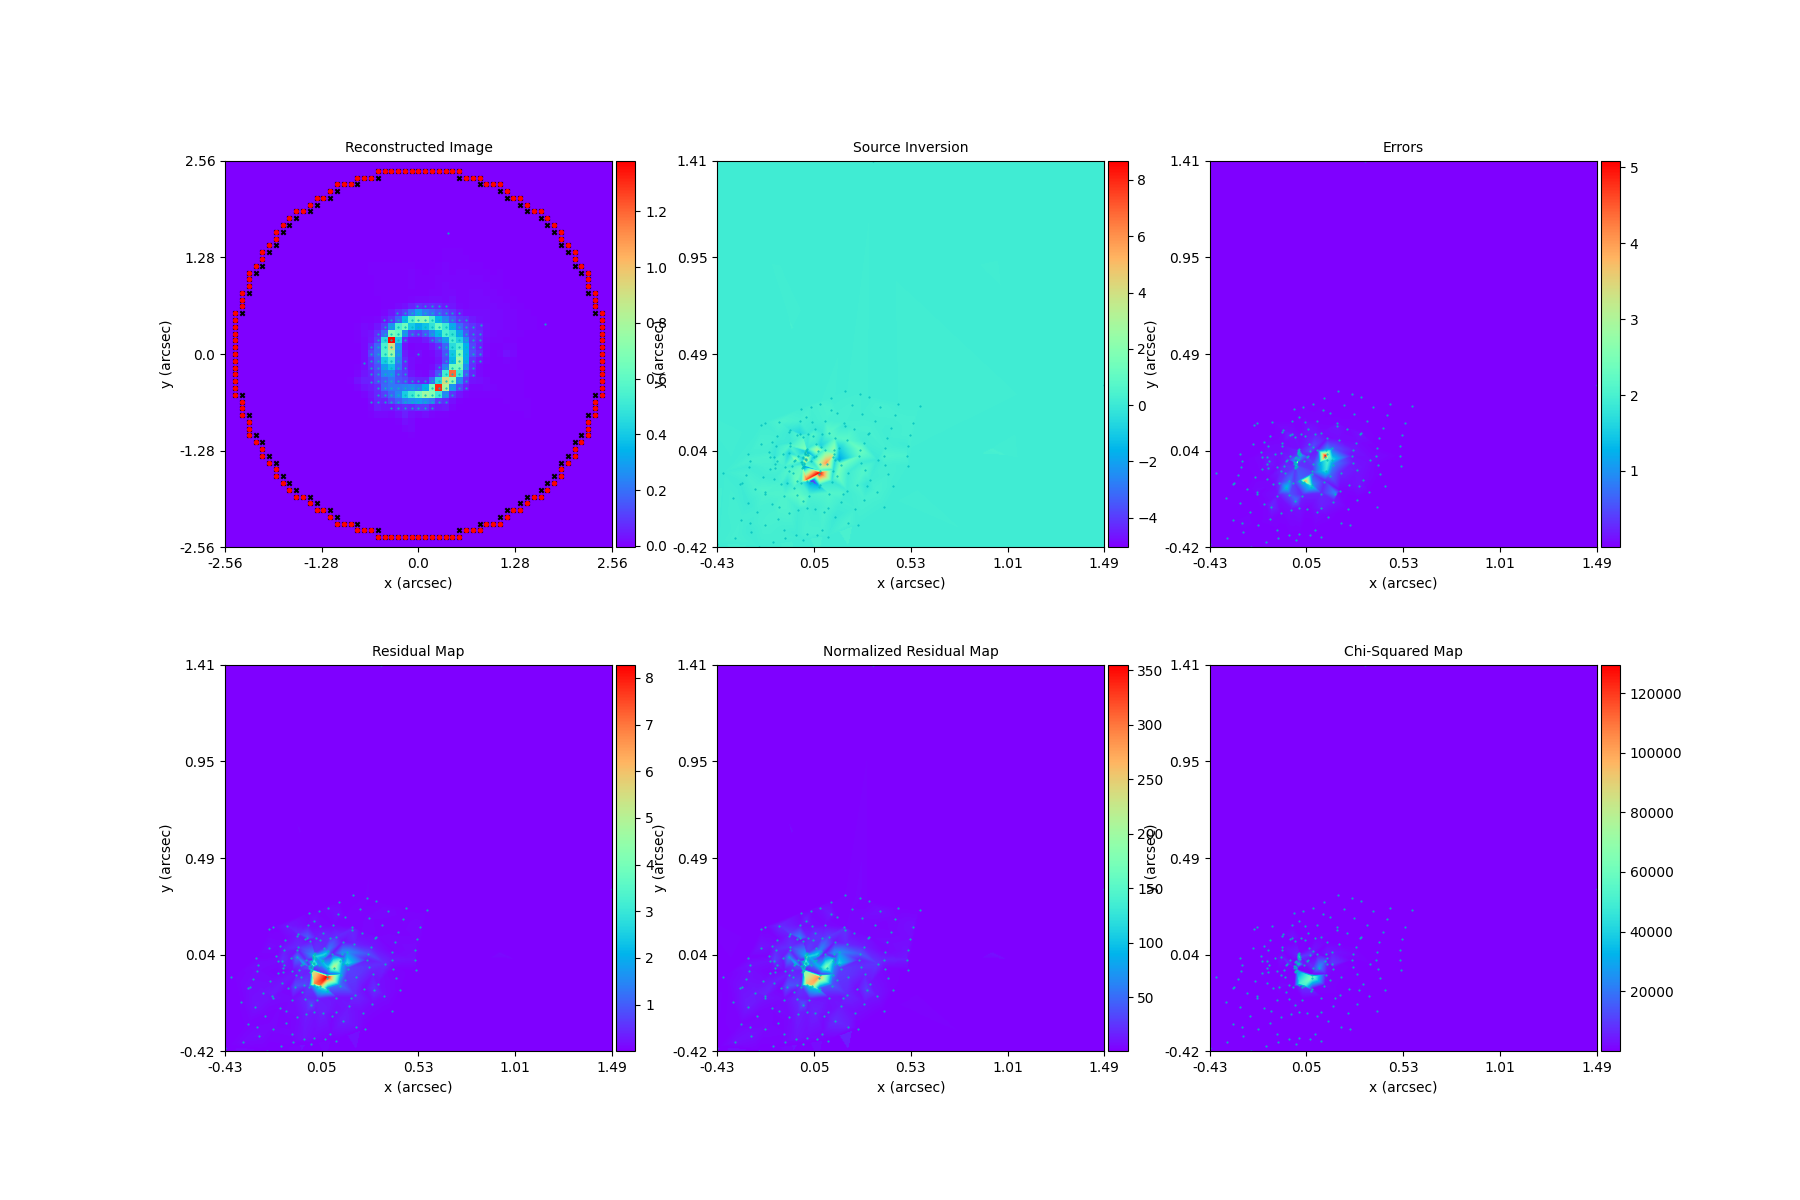 Reconstructed Image
2.56
1.28
0.0
-1.28
-2.56
y (arcsec)
-2.56 -1.28 0.0 1.28 2.56
x (arcsec)
1.2
1.0
0.8
0.6
0.4
0.2
0.0
Source Inversion
1.41
0.95
0.49
0.04
-0.42
y (arcsec)
-0.43 0.05 0.53 1.01 1.49
x (arcsec)
8
6
4
2
0
−2
−4
Errors
1.41
0.95
0.49
0.04
-0.42
y (arcsec)
-0.43 0.05 0.53 1.01 1.49
x (arcsec)
5
4
3
2
1
Residual Map
1.41
0.95
0.49
0.04
-0.42
y (arcsec)
-0.43 0.05 0.53 1.01 1.49
x (arcsec)
8
7
6
5
4
3
2
1
Normalized Residual Map
1.41
0.95
0.49
0.04
-0.42
y (arcsec)
-0.43 0.05 0.53 1.01 1.49
x (arcsec)
350
300
250
200
150
100
50
Chi-Squared Map
1.41
0.95
0.49
0.04
-0.42
y (arcsec)
-0.43 0.05 0.53 1.01 1.49
x (arcsec)
120000
100000
80000
60000
40000
20000